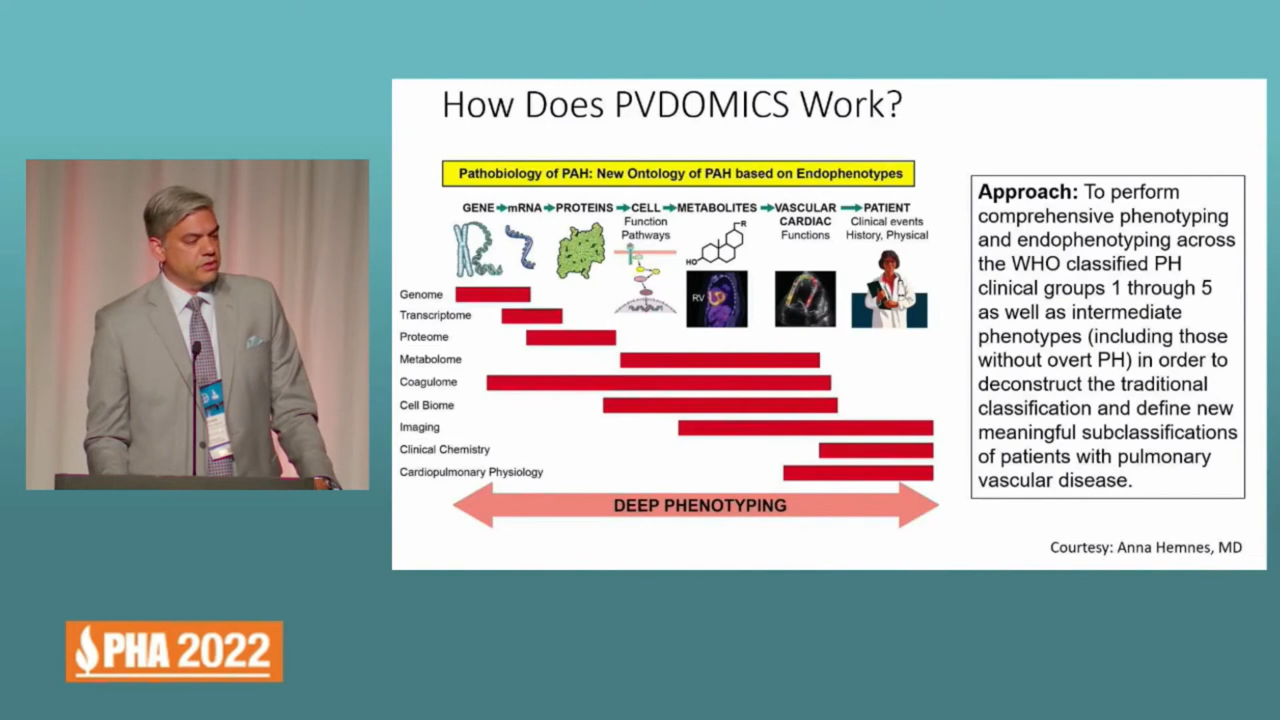 How Does PVDOMICS Work?
Pathobiology of PAH: New Ontology of PAH based on Endophenotypes
GENE mRNA PROTEINS CELL METABOLITES VASCULAR PATIENT
Function CARDIAC Clinical events
Pathways Functions History, Physical
R
HO
RV
Genome
Transcriptome
Proteome
Metabolome
Coagulome
Cell Biome
Imaging
Clinical Chemistry
Cardiopulmonary Physiology
DEEP PHENOTYPING
Approach: To perform
comprehensive phenotyping
and endophenotyping across
the WHO classified PH
clinical groups 1 through 5
as well as intermediate
phenotypes (including those
without overt PH) in order to
deconstruct the traditional
classification and define new
meaningful subclassifications
of patients with pulmonary
vascular disease.
Courtesy: Anna Hemnes, MD
PHA 2022